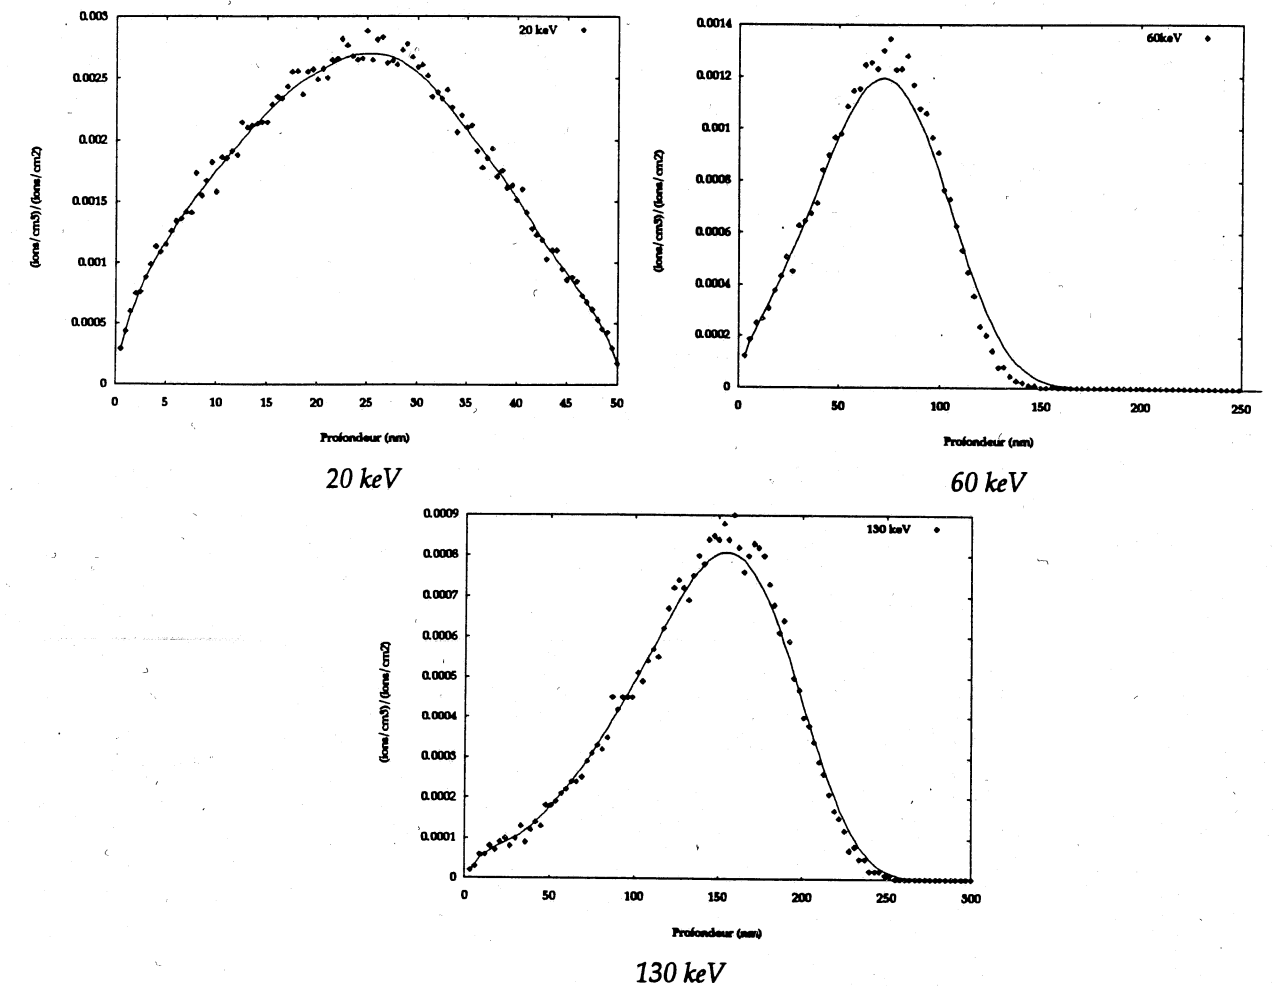 0.003
0.0025
0.002
0.0015
0.001
0.0005
0
(ions/cm3)/(ions/cm2)
20 keV
0 5 10 15 20 25 30 35 40 45 50
Profondeur (nm)
20 keV
0.0014
0.0012
0.001
0.0008
0.0006
0.0004
0.0002
0
(ions/cm3)/(ions/cm2)
60keV
0 50 100 150 200 250
Profondeur (nm)
60 keV
0.0009
0.0008
0.0007
0.0006
0.0005
0.0004
0.0003
0.0002
0.0001
0
(ions/cm3)/(ions/cm2)
130 keV
0 50 100 150 200 250 300
Profondeur (nm)
130 keV